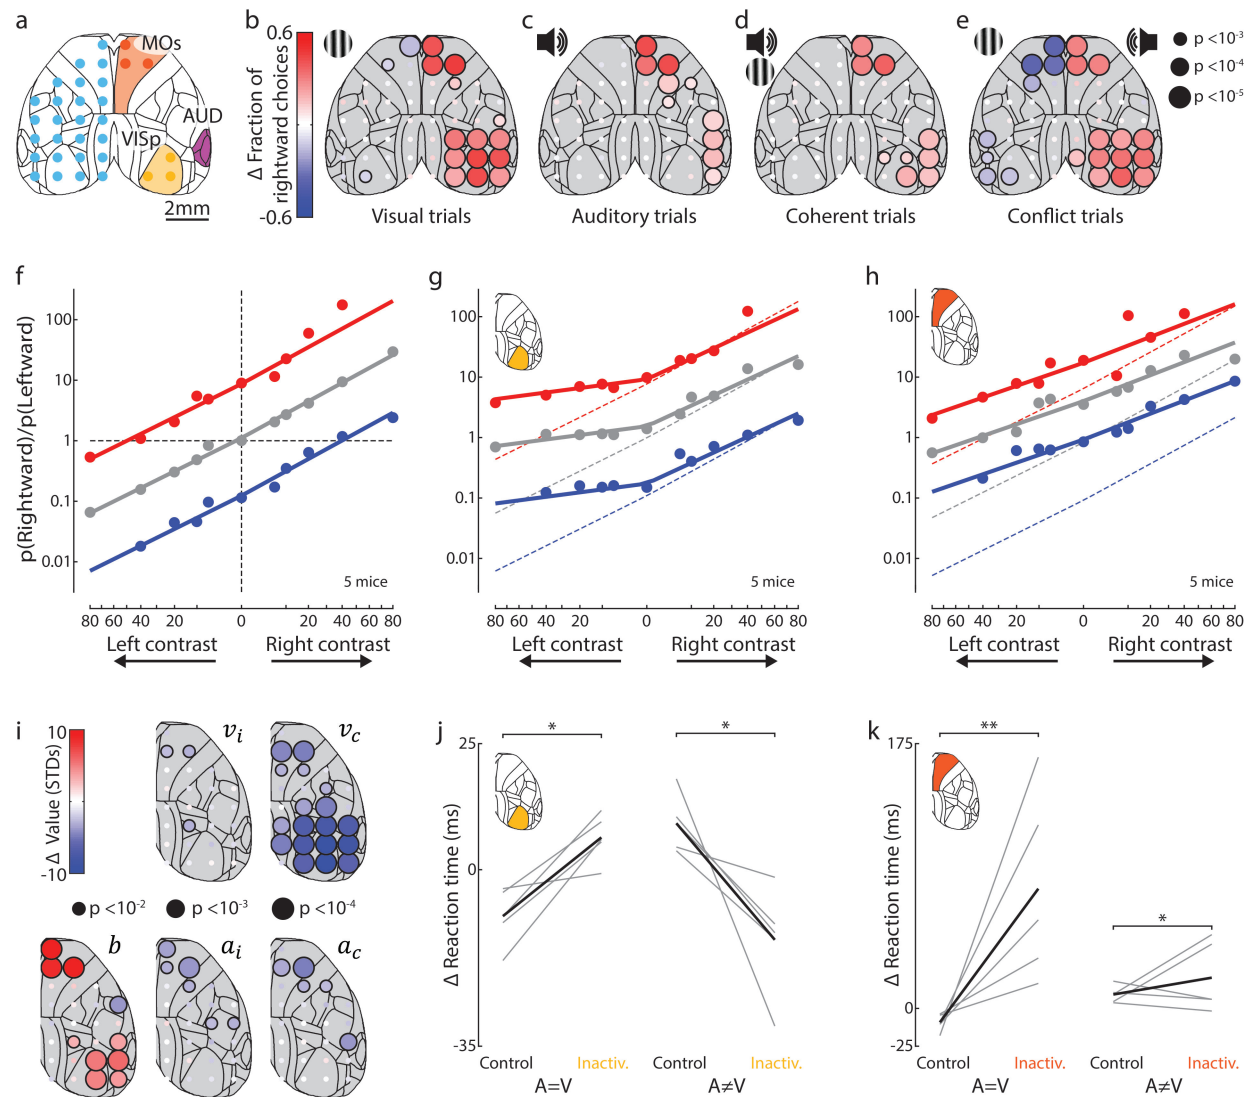 a
MOs
AUD
VISp
2mm
b
0.6
Δ Fraction of
rightward choices
-0.6
Visual trials
c
Auditory trials
d
Coherent trials
e
Conflict trials
p <10-3
p <10-4
p <10-5
f
p(Rightward)/p(Leftward)
100
10
1
0.1
0.01
5 mice
80 60 40 20 0 20 40 60 80
Left contrast Right contrast
g
100
10
1
0.1
0.01
5 mice
80 60 40 20 0 20 40 60 80
Left contrast Right contrast
h
100
10
1
0.1
0.01
5 mice
80 60 40 20 0 20 40 60 80
Left contrast Right contrast
i
10
Δ Value (STDs)
-10
vi
vc
p <10-2
p <10-3
p <10-4
b
ai
ac
j
25
0
-35
Δ Reaction time (ms)
*
*
Control Inactiv. Control Inactiv.
A=V A≠V
k
175
0
-25
Δ Reaction time (ms)
**
*
Control Inactiv. Control Inactiv.
A=V A≠V